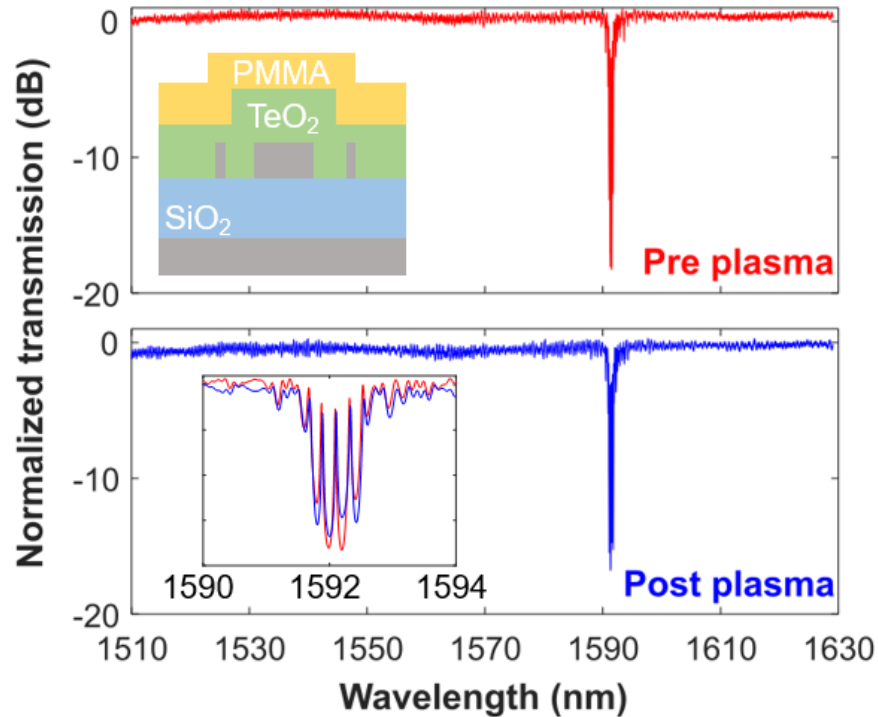 Normalized transmission (dB)
0
-10
-20
PMMA
TeO₂
SiO₂
Pre plasma
0
-10
-20
1590 1592 1594
Post plasma
1510 1530 1550 1570 1590 1610 1630
Wavelength (nm)